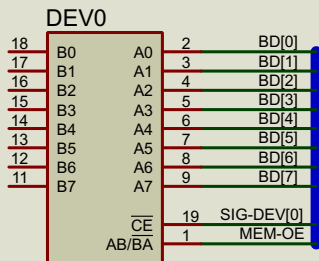 DEV0
18 B0 A0 2 BD[0]
17 B1 A1 3 BD[1]
16 B2 A2 4 BD[2]
15 B3 A3 5 BD[3]
14 B4 A4 6 BD[4]
13 B5 A5 7 BD[5]
12 B6 A6 8 BD[6]
11 B7 A7 9 BD[7]
CE 19 SIG-DEV[0]
AB/BA 1 MEM-OE